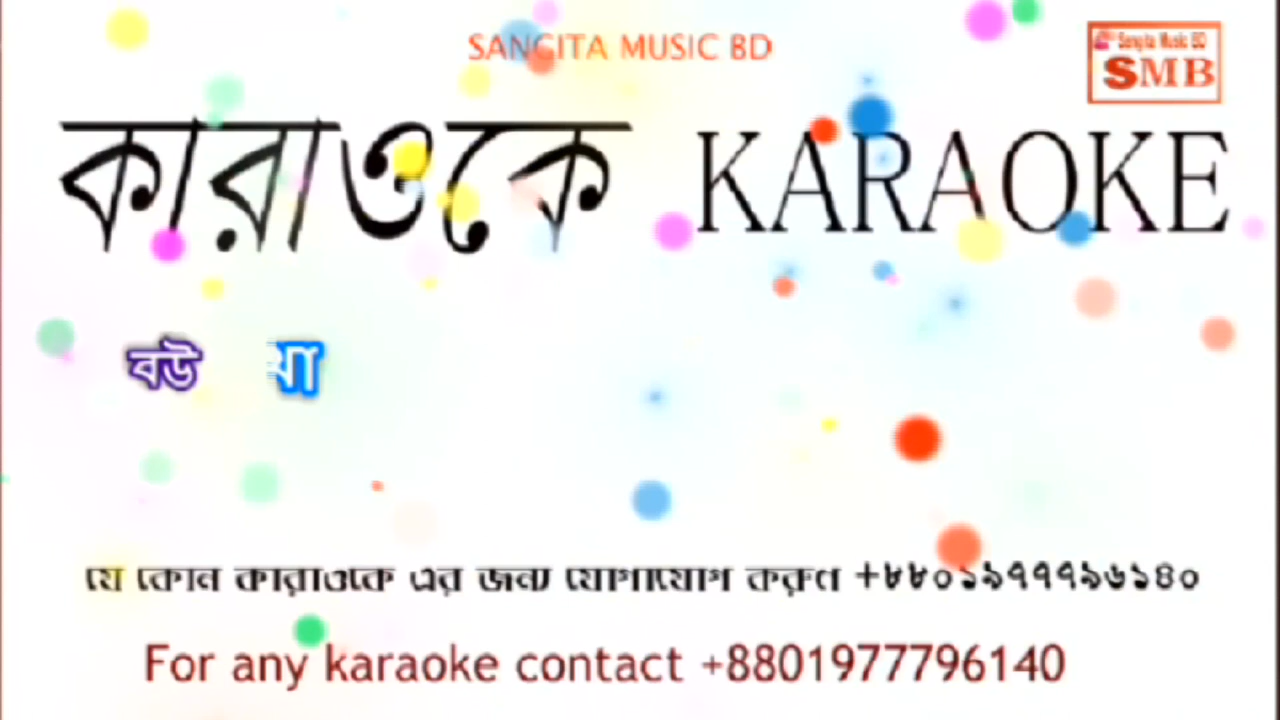 SANGITA MUSIC BD
Sangita Music BD
SMB
কারাওকে KARAOKE
বউ
যে কোন কারাওকে এর জন্য যোগাযোগ করুণ +৮৮০১৯৭৭৭৯৬১৪০
For any karaoke contact +8801977796140